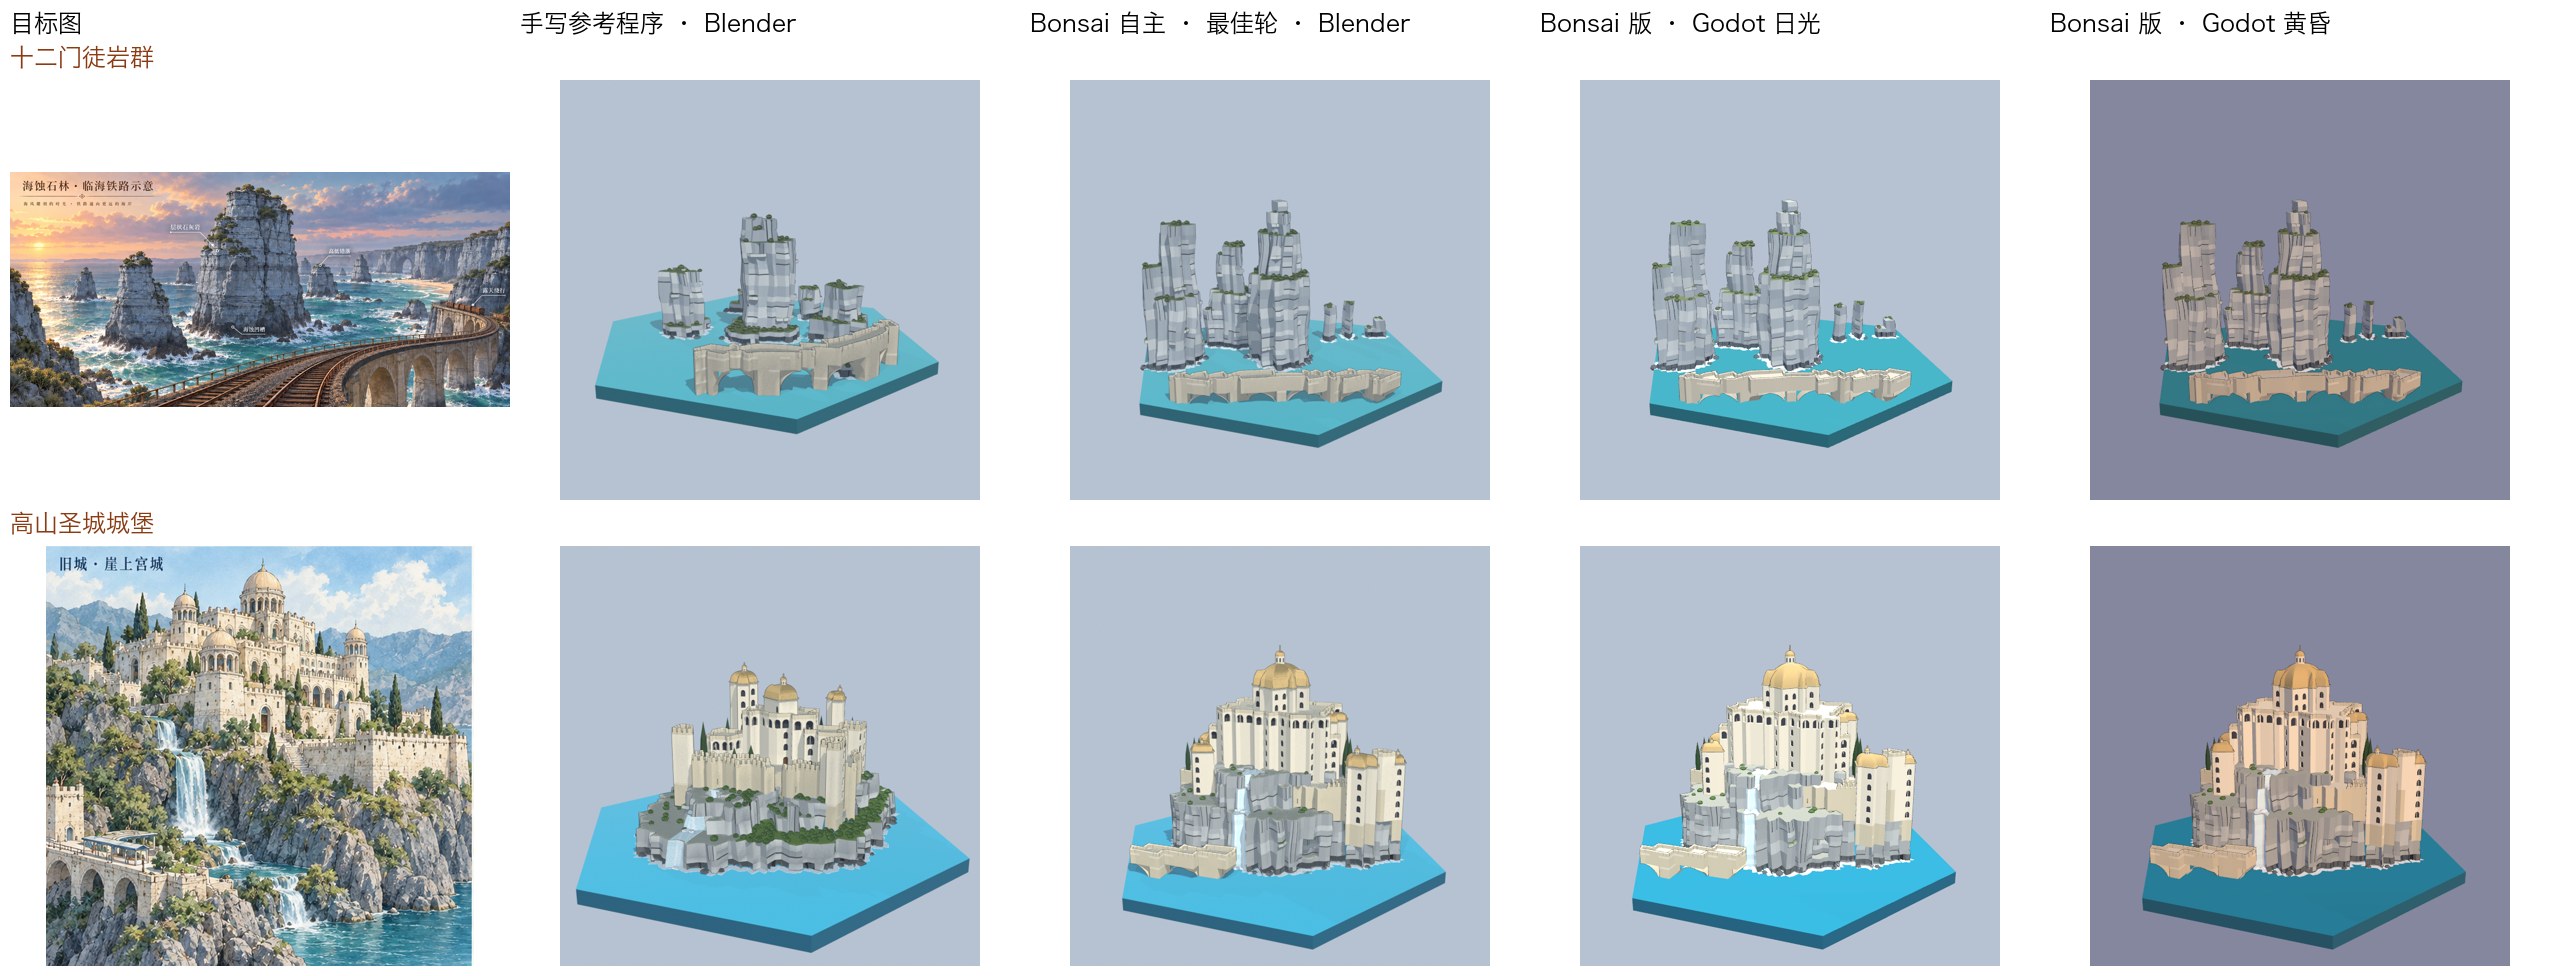 目标图
手写参考程序 · Blender
Bonsai 自主 · 最佳轮 · Blender
Bonsai 版 · Godot 日光
Bonsai 版 · Godot 黄昏
十二门徒岩群
海蚀石林·临海铁路示意
高山圣城城堡
旧城·崖上宫城